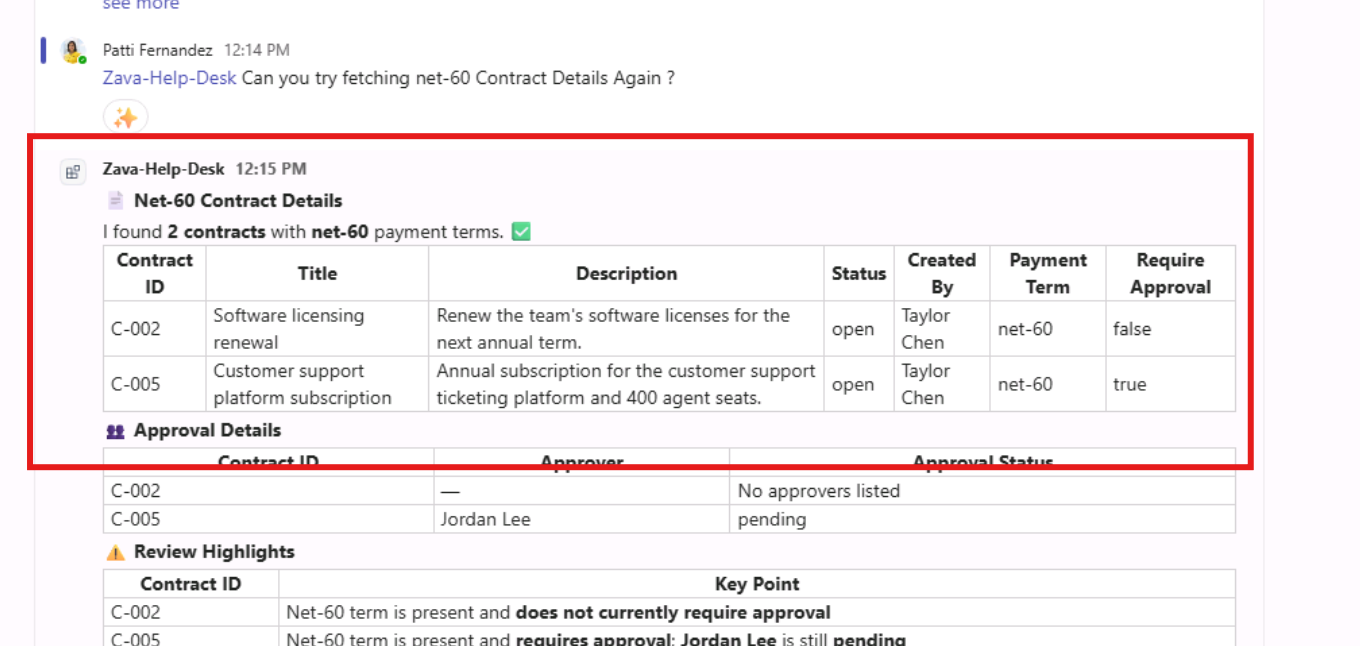 see more
Patti Fernandez 12:14 PM
Zava-Help-Desk Can you try fetching net-60 Contract Details Again ?
Zava-Help-Desk 12:15 PM
Net-60 Contract Details
I found 2 contracts with net-60 payment terms.
Contract ID Title Description Status Created By Payment Term Require Approval
C-002 Software licensing renewal Renew the team's software licenses for the next annual term. open Taylor Chen net-60 false
C-005 Customer support platform subscription Annual subscription for the customer support ticketing platform and 400 agent seats. open Taylor Chen net-60 true
Approval Details
Contract ID Approver Approval Status
C-002 — No approvers listed
C-005 Jordan Lee pending
Review Highlights
Contract ID Key Point
C-002 Net-60 term is present and does not currently require approval
C-005 Net-60 term is present and requires approval; Jordan Lee is still pending